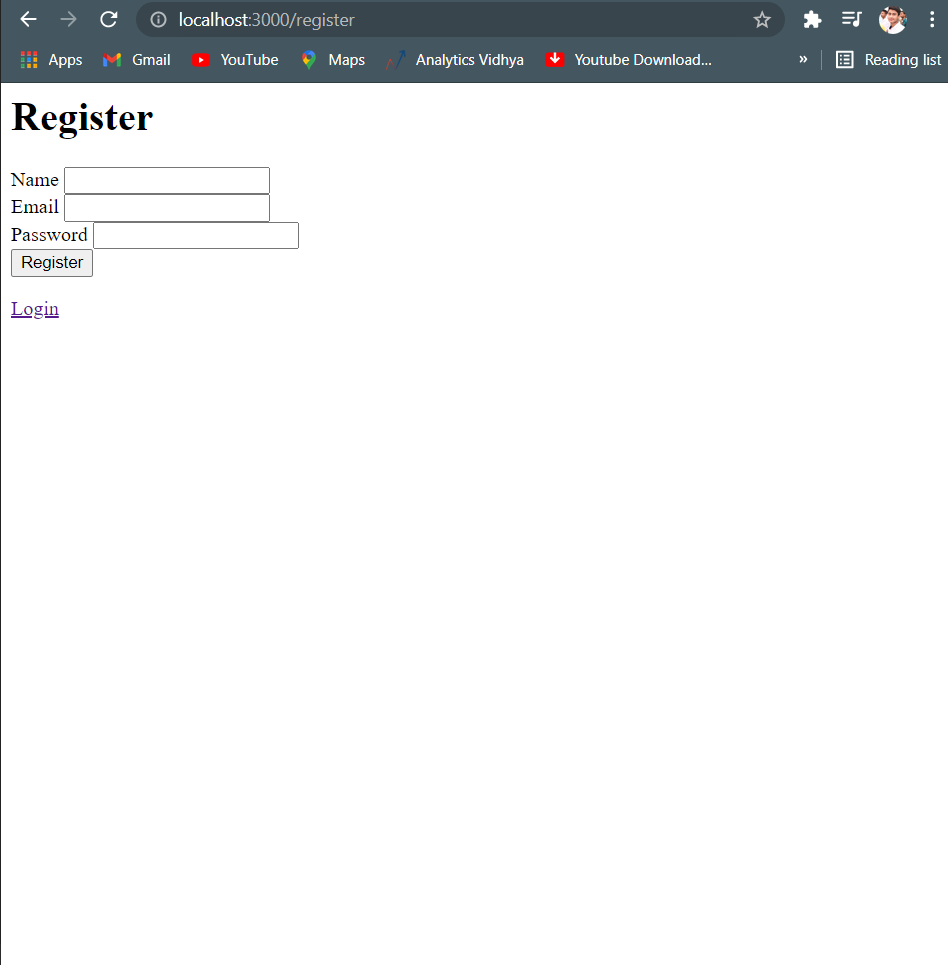 localhost:3000/register
Apps Gmail YouTube Maps Analytics Vidhya Youtube Download... » Reading list
Register
Name
Email
Password
Register
Login